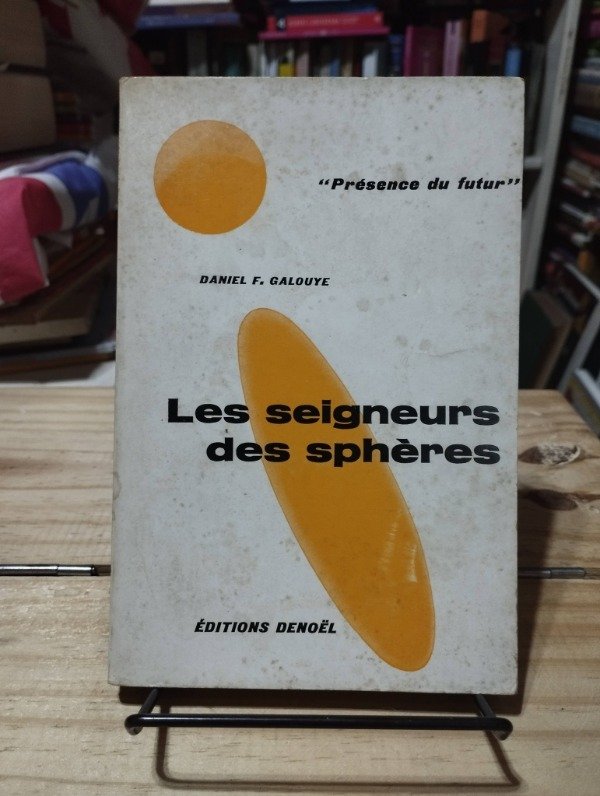 "Présence du futur"
DANIEL F. GALOUYE
Les seigneurs
des sphères
ÉDITIONS DENOËL